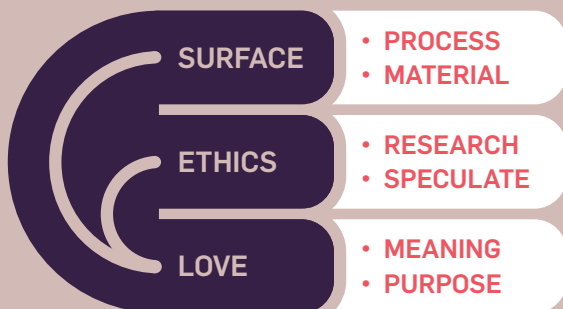 SURFACE
• PROCESS
• MATERIAL
ETHICS
• RESEARCH
• SPECULATE
LOVE
• MEANING
• PURPOSE